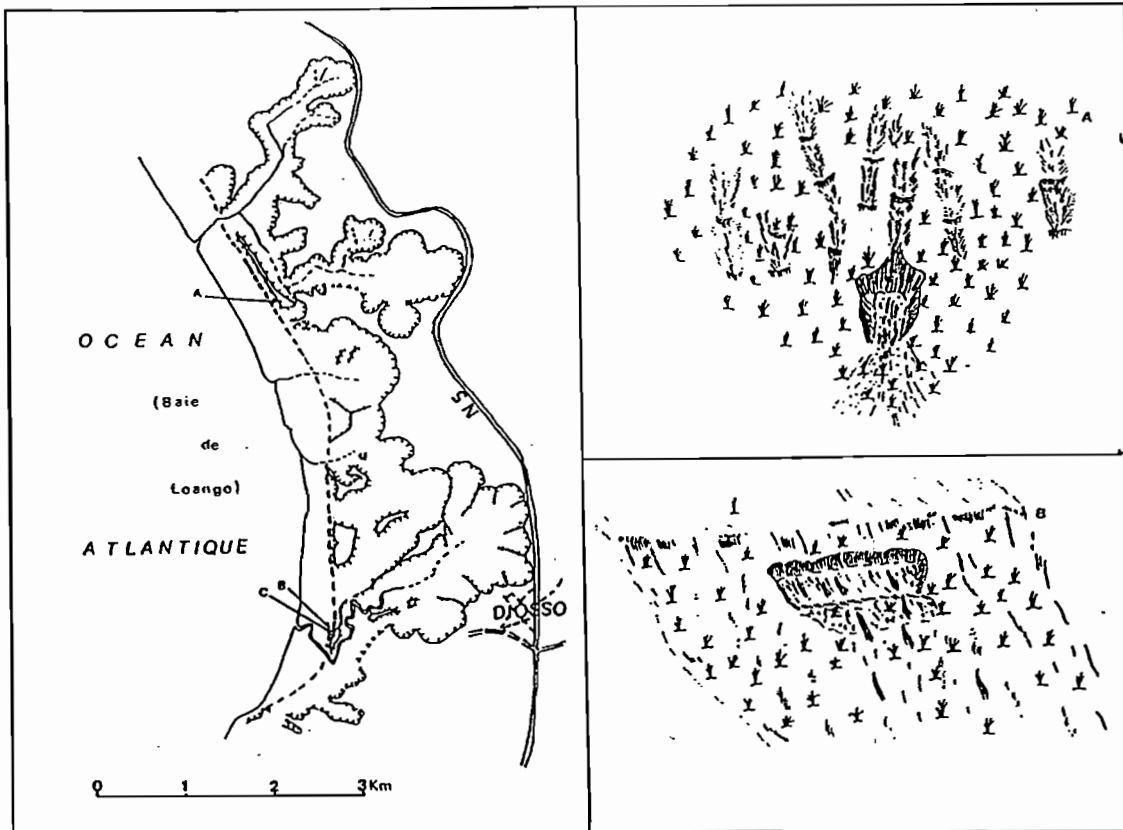 A
OCEAN
(Baie
de
Loango)
ATLANTIQUE
N5
B
C
DIOSSO
0 1 2 3Km
A
B